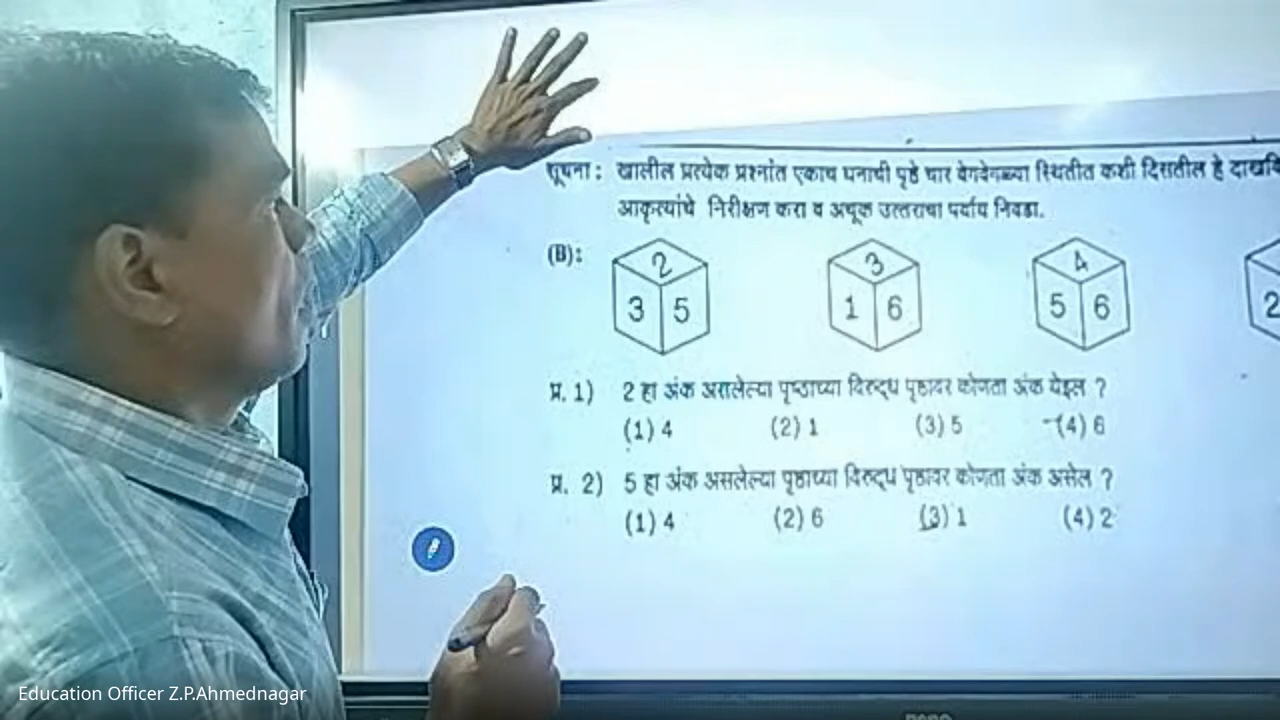 सूचना : खालील प्रत्येक प्रश्नांत एकाच घनाची पृष्ठे चार वेगवेगळ्या स्थितीत कशी दिसतील हे
आकृत्यांचे निरीक्षण करा व अचूक उत्तराचा पर्याय निवडा.
(B): 2 3 5 3 1 6 4 5 6 2
प्र. 1) 2 हा अंक असलेल्या पृष्ठाच्या विरुद्ध पृष्ठावर कोणता अंक येइल ?
(1) 4 (2) 1 (3) 5 (4) 6
प्र. 2) 5 हा अंक असलेल्या पृष्ठाच्या विरुद्ध पृष्ठावर कोणता अंक असेल ?
(1) 4 (2) 6 (3) 1 (4) 2
Education Officer Z.P.Ahmednagar